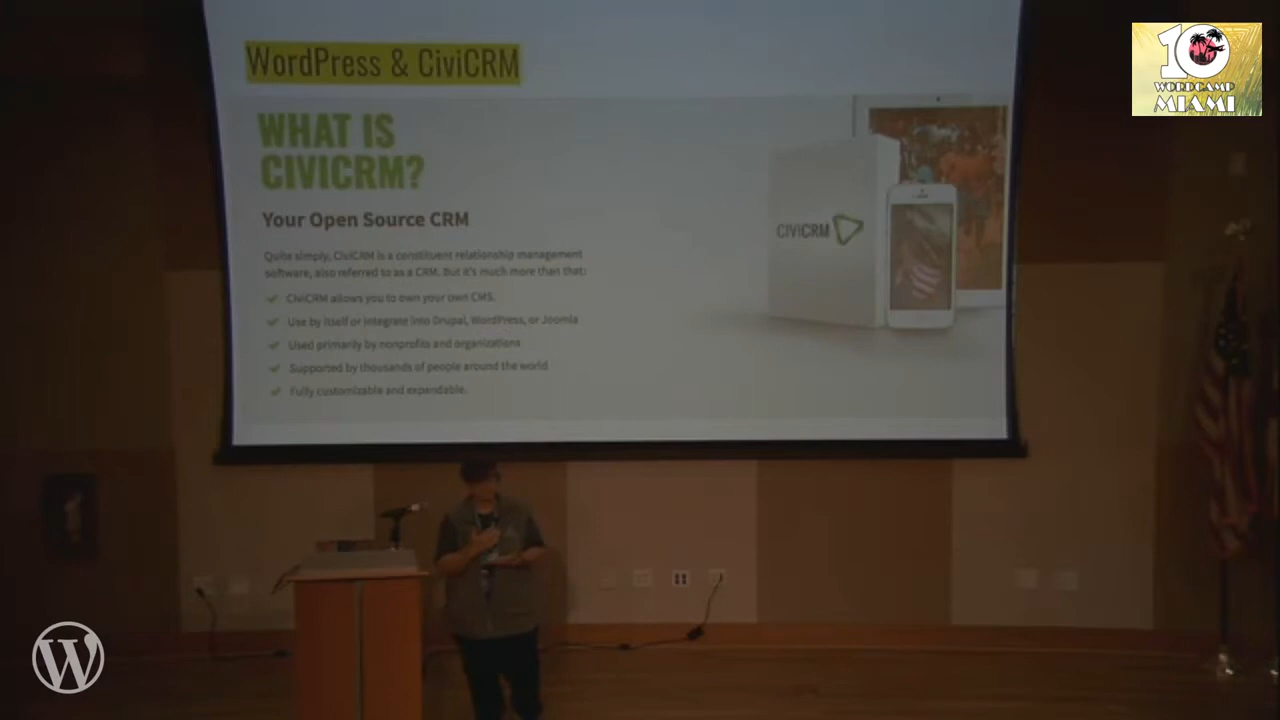 WordPress & CiviCRM
WHAT IS
CIVICRM?
Your Open Source CRM
Quite simply, CiviCRM is a constituent relationship management
software, also referred to as a CRM. But it's much more than that:
CiviCRM allows you to own your own CMS.
Use by itself or integrate into Drupal, WordPress, or Joomla
Used primarily by nonprofits and organizations
Supported by thousands of people around the world
Fully customizable and expendable.
CIVICRM
10
WORDCAMP
MIAMI
W